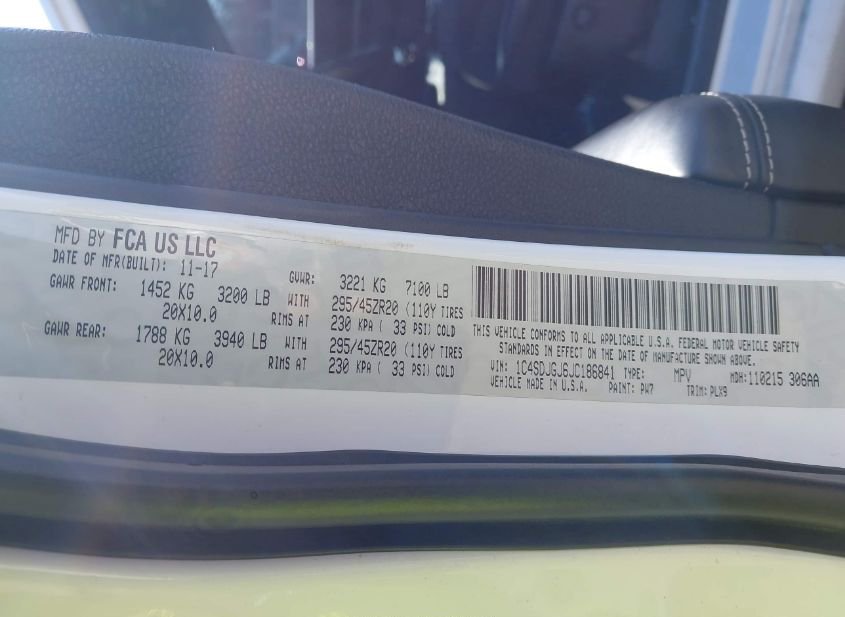 MFD BY FCA US LLC
DATE OF MFR(BUILT): 11-17
GVWR: 3221 KG 7100 LB
GAWR FRONT: 1452 KG 3200 LB WITH 295/45ZR20 (110Y TIRES
20X10.0 RIMS AT 230 KPA ( 33 PSI) COLD
GAWR REAR: 1788 KG 3940 LB WITH 295/45ZR20 (110Y TIRES
20X10.0 RIMS AT 230 KPA ( 33 PSI) COLD
THIS VEHICLE CONFORMS TO ALL APPLICABLE U.S.A. FEDERAL MOTOR VEHICLE SAFETY
STANDARDS IN EFFECT ON THE DATE OF MANUFACTURE SHOWN ABOVE.
VIN: 1C4SDJGJ6JC186841 TYPE: MPV MDH:110215 306AA
VEHICLE MADE IN U.S.A. PAINT: PW7 TRIM: PLX9